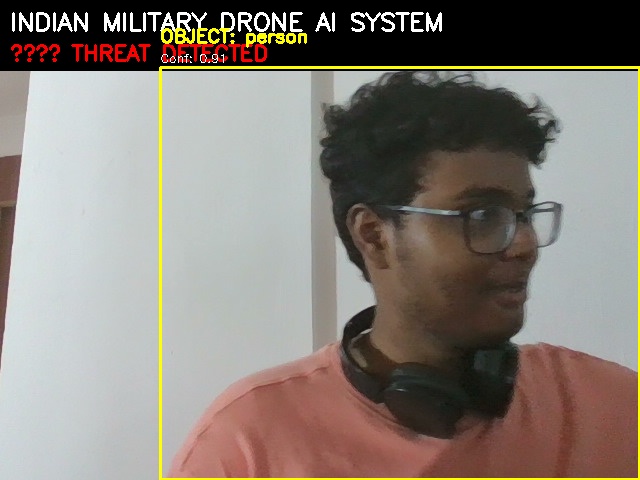 INDIAN MILITARY DRONE AI SYSTEM
OBJECT: person
???? THREAT DETECTED
Conf: 0.91